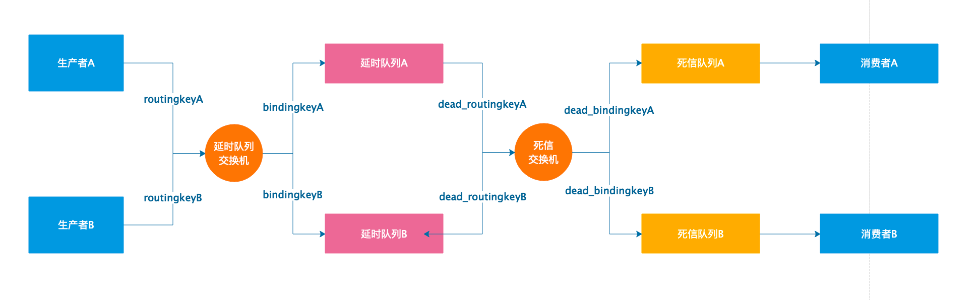 生产者A
routingkeyA
延时队列
交换机
routingkeyB
生产者B
bindingkeyA
bindingkeyB
延时队列A
延时队列B
dead_routingkeyA
dead_routingkeyB
死信
交换机
dead_bindingkeyA
dead_bindingkeyB
死信队列A
死信队列B
消费者A
消费者B